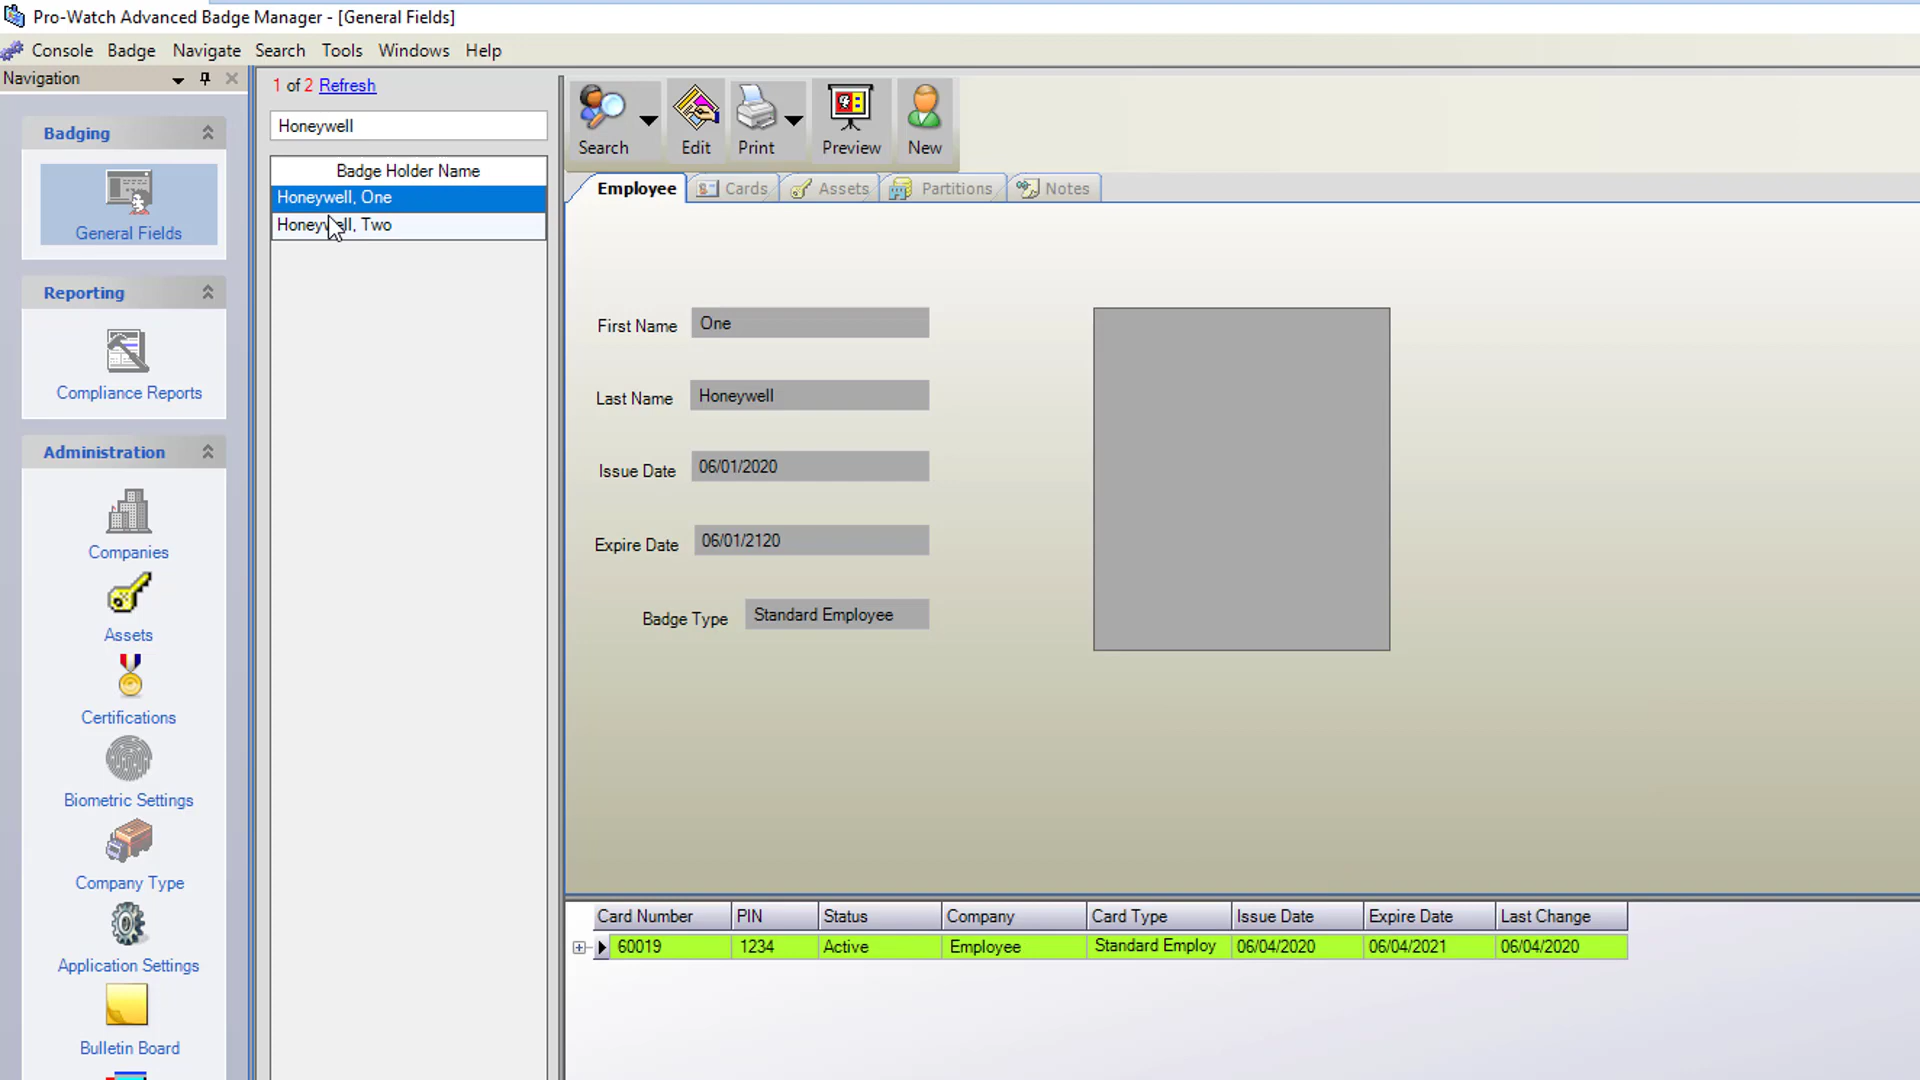 Pro-Watch Advanced Badge Manager - [General Fields]
Console Badge Navigate Search Tools Windows Help
Navigation
Badging
General Fields
Reporting
Compliance Reports
Administration
Companies
Assets
Certifications
Biometric Settings
Company Type
Application Settings
Bulletin Board
1 of 2 Refresh
Honeywell
Badge Holder Name
Honeywell, One
Honeywell, Two
Search Edit Print Preview New
Employee Cards Assets Partitions Notes
First Name One
Last Name Honeywell
Issue Date 06/01/2020
Expire Date 06/01/2120
Badge Type Standard Employee
Card Number PIN Status Company Card Type Issue Date Expire Date Last Change
60019 1234 Active Employee Standard Employ 06/04/2020 06/04/2021 06/04/2020